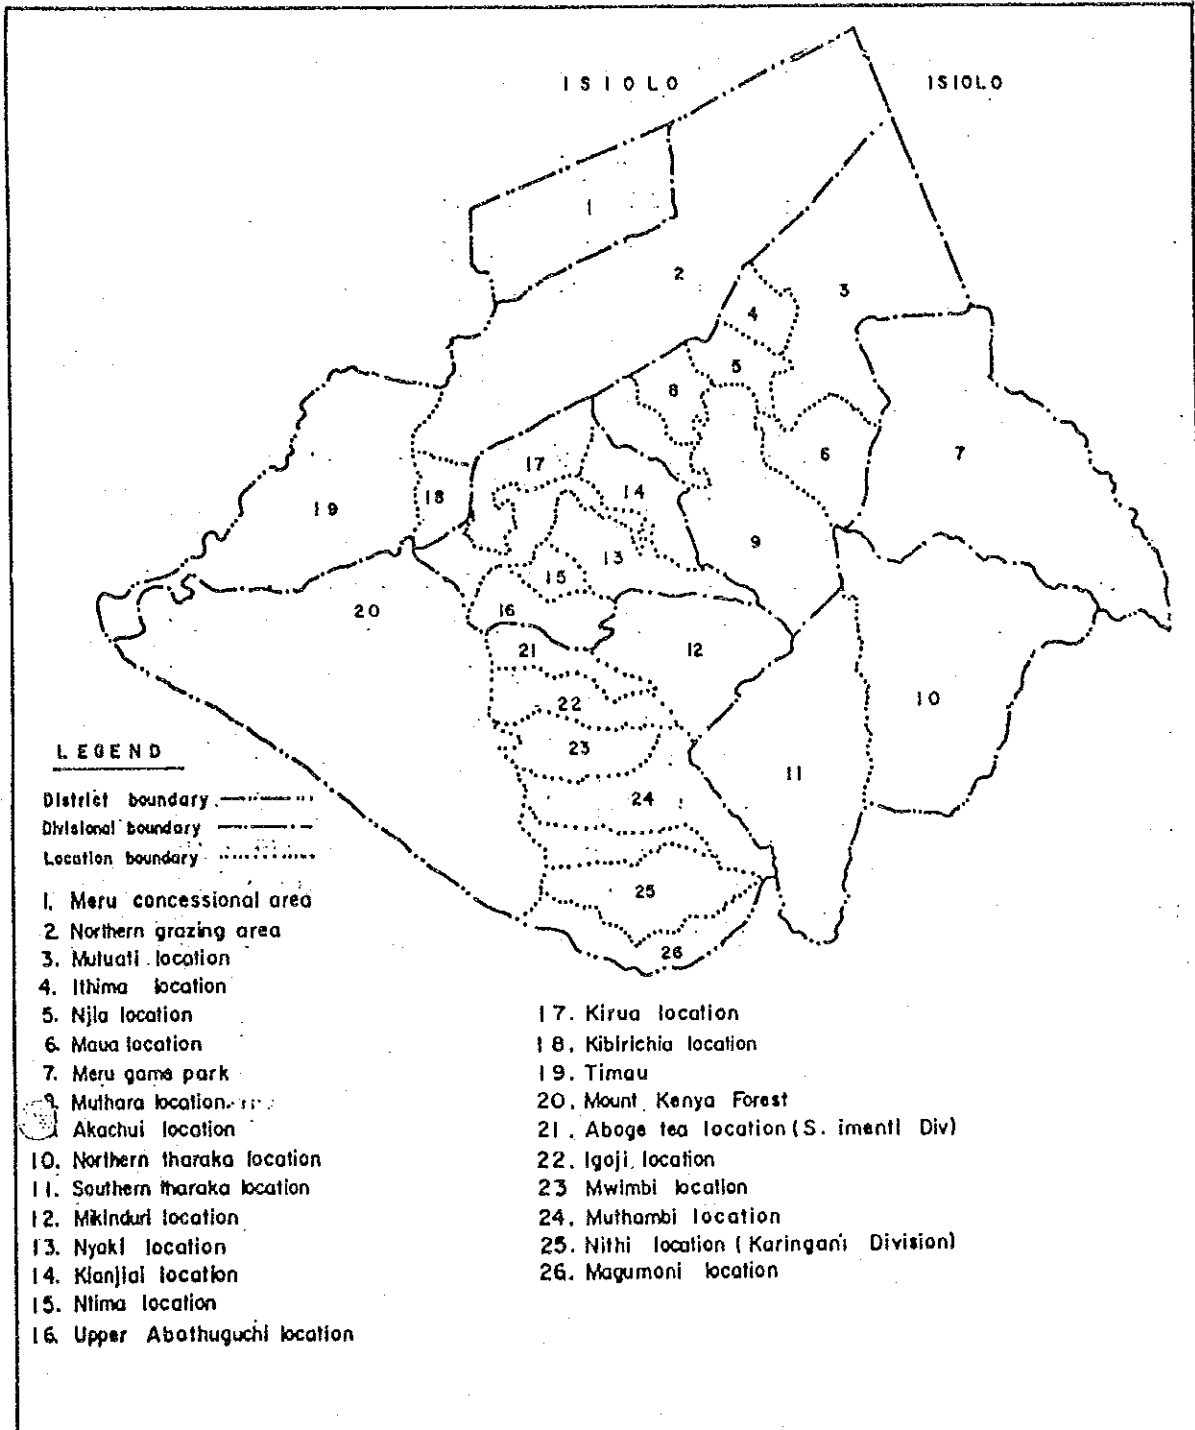 ISIOLO
ISIOLO
1
2
3
4
5
8
6
7
17
14
18
19
13
9
15
20
16
21
12
22
10
23
11
24
25
26
LEGEND
District boundary
Divisional boundary
Location boundary
1. Meru concessional area
2 Northern grazing area
3. Mutuati location
4. Ithima location
5. Njia location
6. Maua location
7. Meru game park
Muthara location
Akachui location
10. Northern tharaka location
11. Southern tharaka location
12. Mikinduri location
13. Nyaki location
14. Kianjiai location
15. Ntima location
16. Upper Abothuguchi location
17. Kirua location
18. Kibirichia location
19. Timau
20. Mount Kenya Forest
21. Aboge tea location (S. imenti Div)
22. Igoji location
23 Mwimbi location
24. Muthambi location
25. Nithi location (Karingani Division)
26. Magumoni location